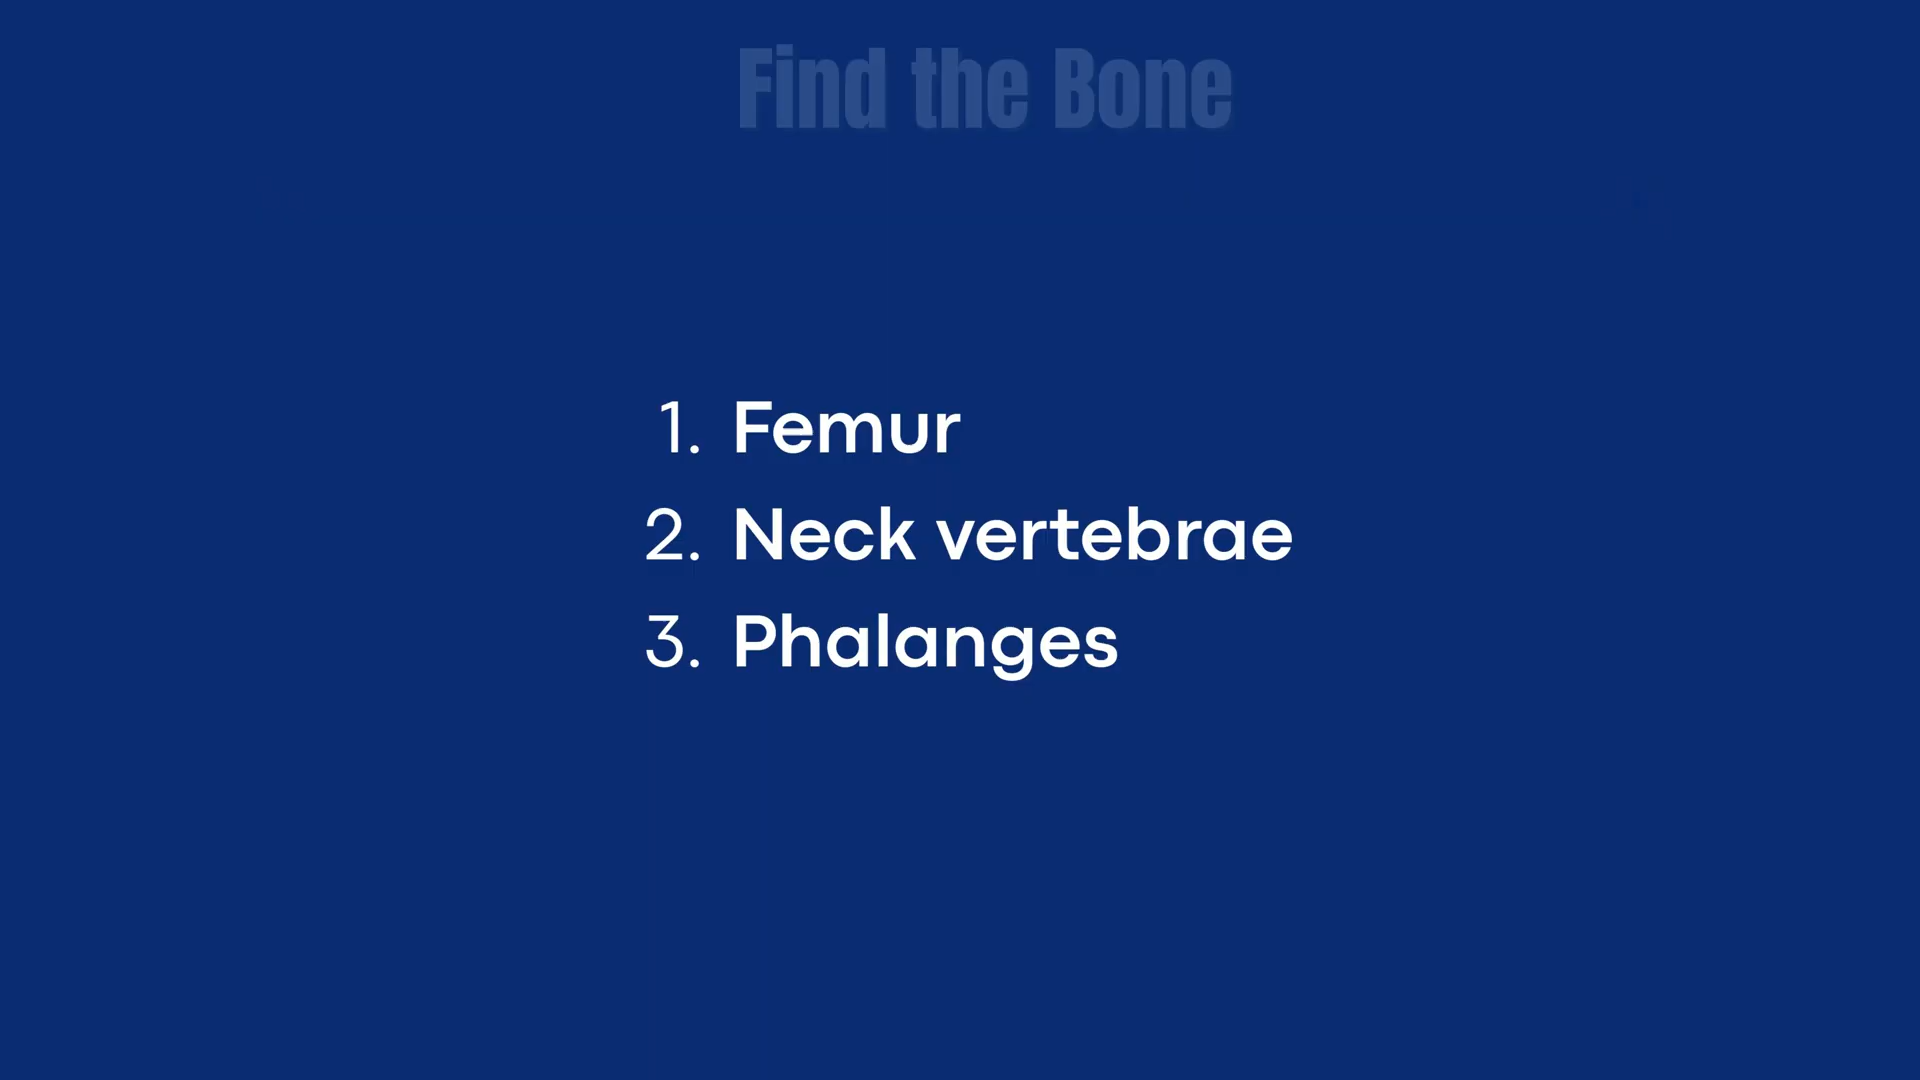 Find the Bone
1. Femur
2. Neck vertebrae
3. Phalanges